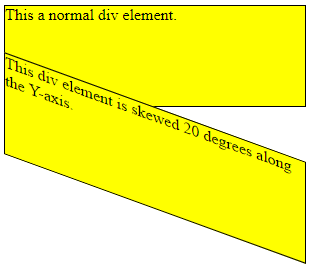 This a normal div element.
This div element is skewed 20 degrees along
the Y-axis.